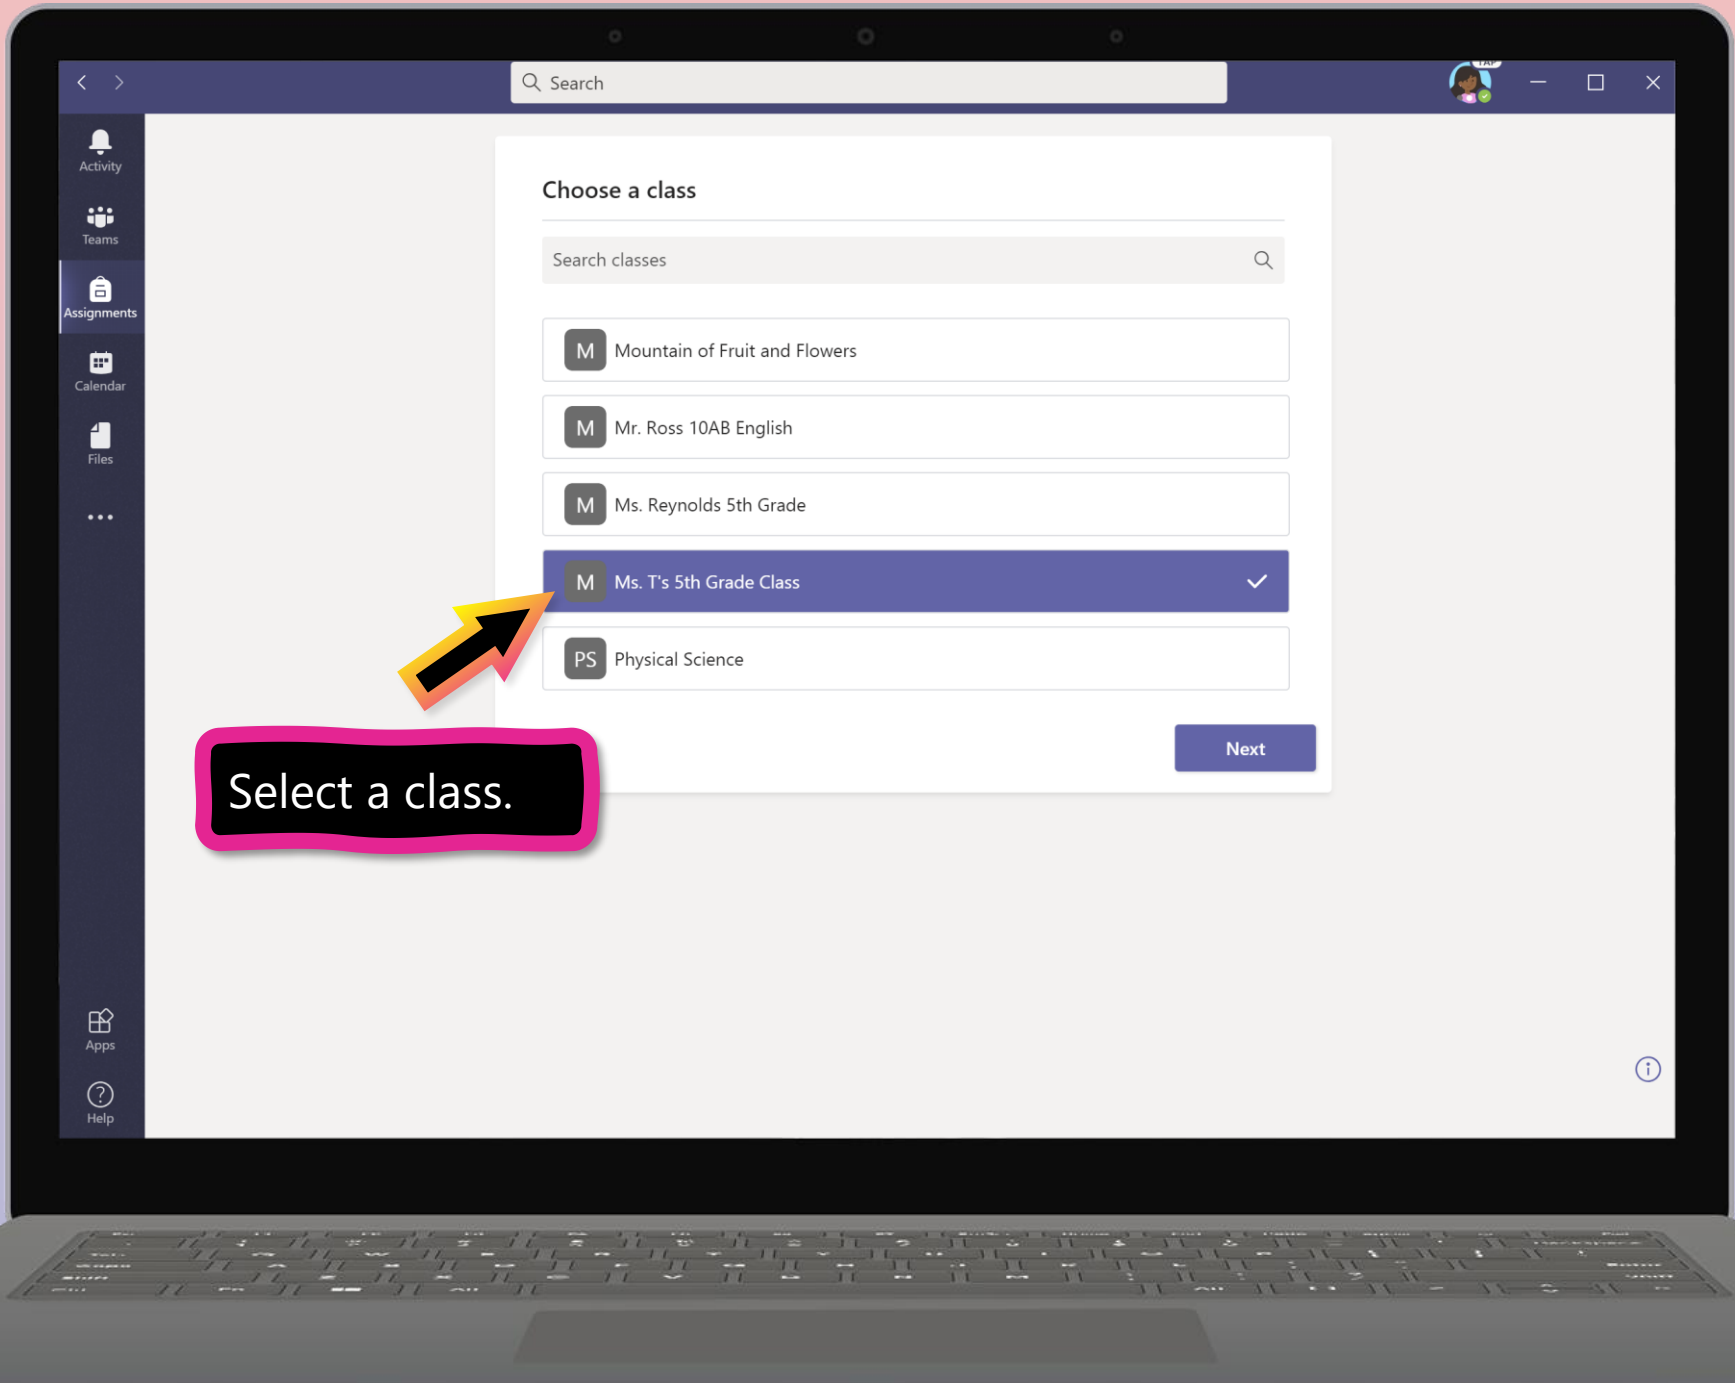 Search
TAP
Activity
Teams
Assignments
Calendar
Files
Apps
Help
Choose a class
Search classes
M Mountain of Fruit and Flowers
M Mr. Ross 10AB English
M Ms. Reynolds 5th Grade
M Ms. T's 5th Grade Class
PS Physical Science
Next
Select a class.